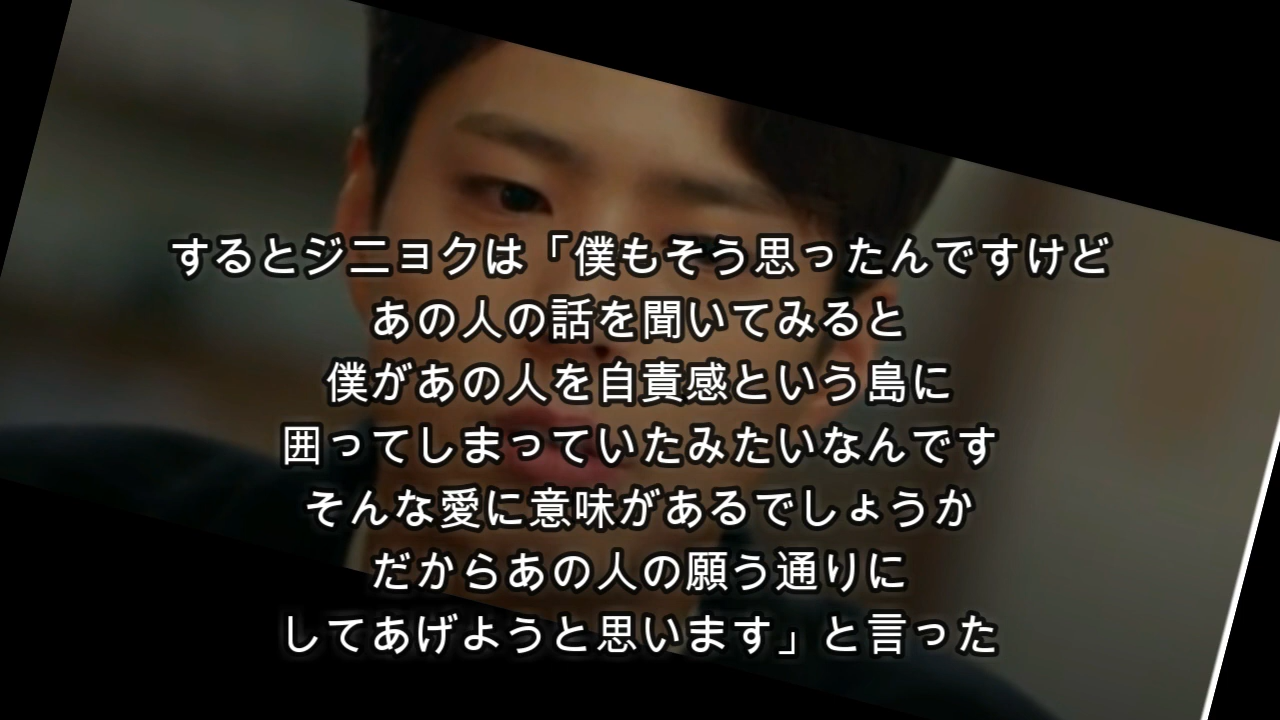 するとジニョクは「僕もそう思ったんですけど
あの人の話を聞いてみると
僕があの人を自責感という島に
囲ってしまっていたみたいなんです
そんな愛に意味があるでしょうか
だからあの人の願う通りに
してあげようと思います」と言った